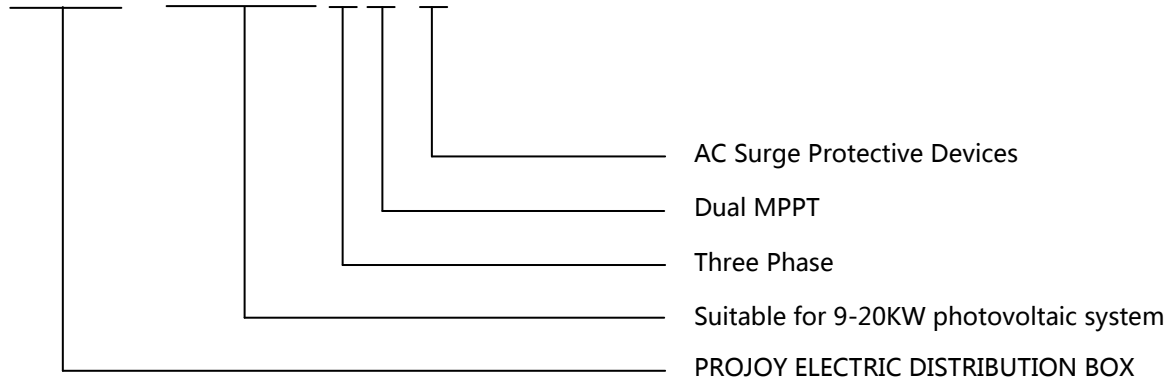 AC Surge Protective Devices
Dual MPPT
Three Phase
Suitable for 9-20KW photovoltaic system
PROJOY ELECTRIC DISTRIBUTION BOX